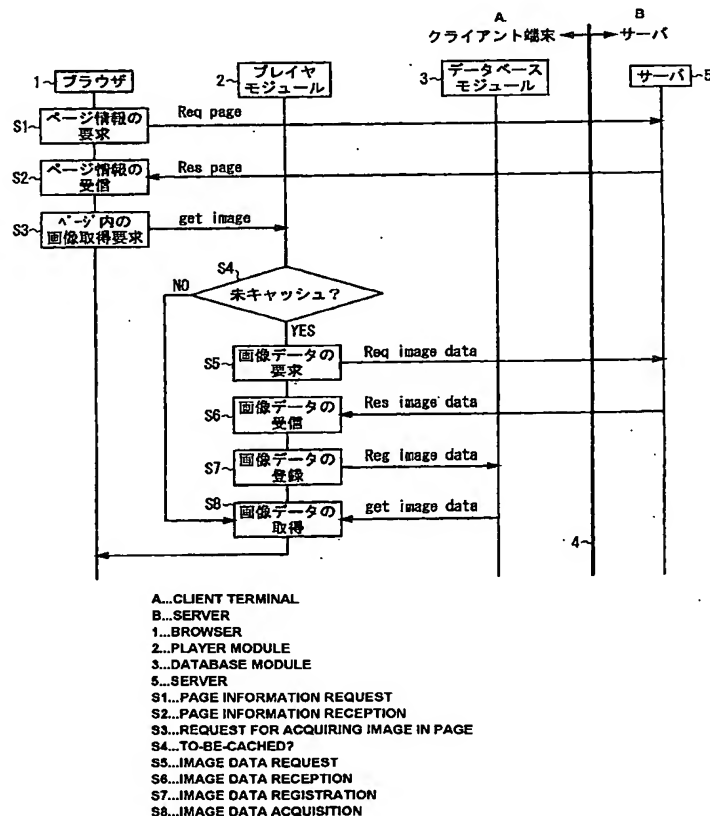 A
B
クライアント端末
サーバ
1
ブラウザ
2
プレイヤ
モジュール
3
データベース
モジュール
サーバ
5
S1
ページ情報の
要求
Req page
S2
ページ情報の
受信
Res page
S3
ページ内の
画像取得要求
get image
S4
未キャッシュ?
NO
YES
S5
画像データの
要求
Req image data
S6
画像データの
受信
Res image data
S7
画像データの
登録
Reg image data
S8
画像データの
取得
get image data
4
A...CLIENT TERMINAL
B...SERVER
1...BROWSER
2...PLAYER MODULE
3...DATABASE MODULE
5...SERVER
S1...PAGE INFORMATION REQUEST
S2...PAGE INFORMATION RECEPTION
S3...REQUEST FOR ACQUIRING IMAGE IN PAGE
S4...TO-BE-CACHED?
S5...IMAGE DATA REQUEST
S6...IMAGE DATA RECEPTION
S7...IMAGE DATA REGISTRATION
S8...IMAGE DATA ACQUISITION